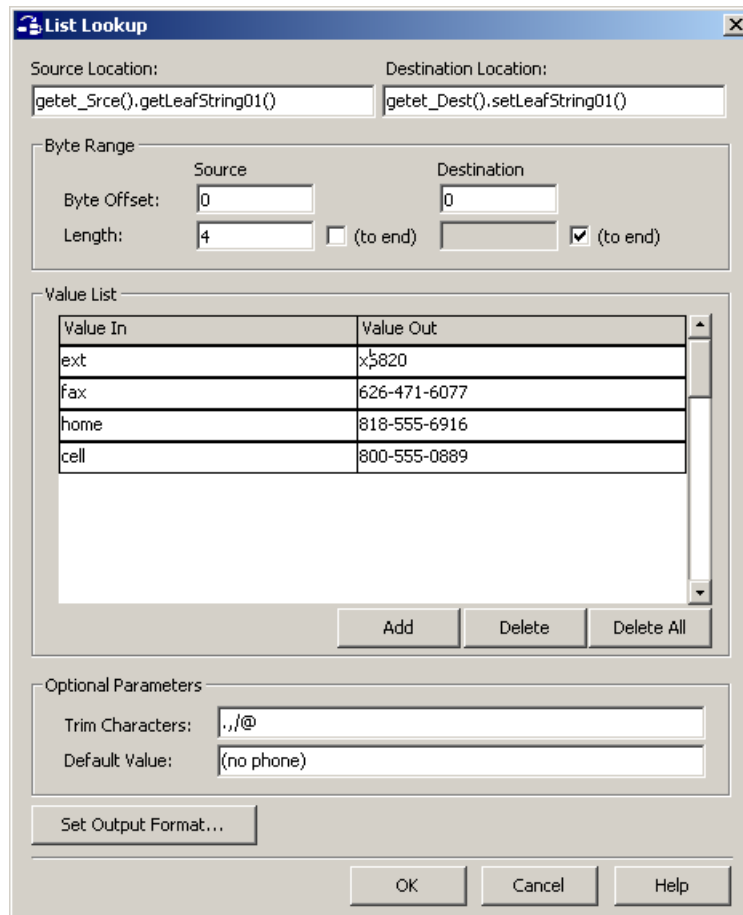 List Lookup
Source Location: Destination Location:
getet_Srce().getLeafString01() getet_Dest().setLeafString01()
Byte Range
Source Destination
Byte Offset: 0 0
Length: 4 (to end) (to end)
Value List
Value In Value Out
ext x5820
fax 626-471-6077
home 818-555-6916
cell 800-555-0889
Add Delete Delete All
Optional Parameters
Trim Characters: .,/@
Default Value: (no phone)
Set Output Format...
OK Cancel Help